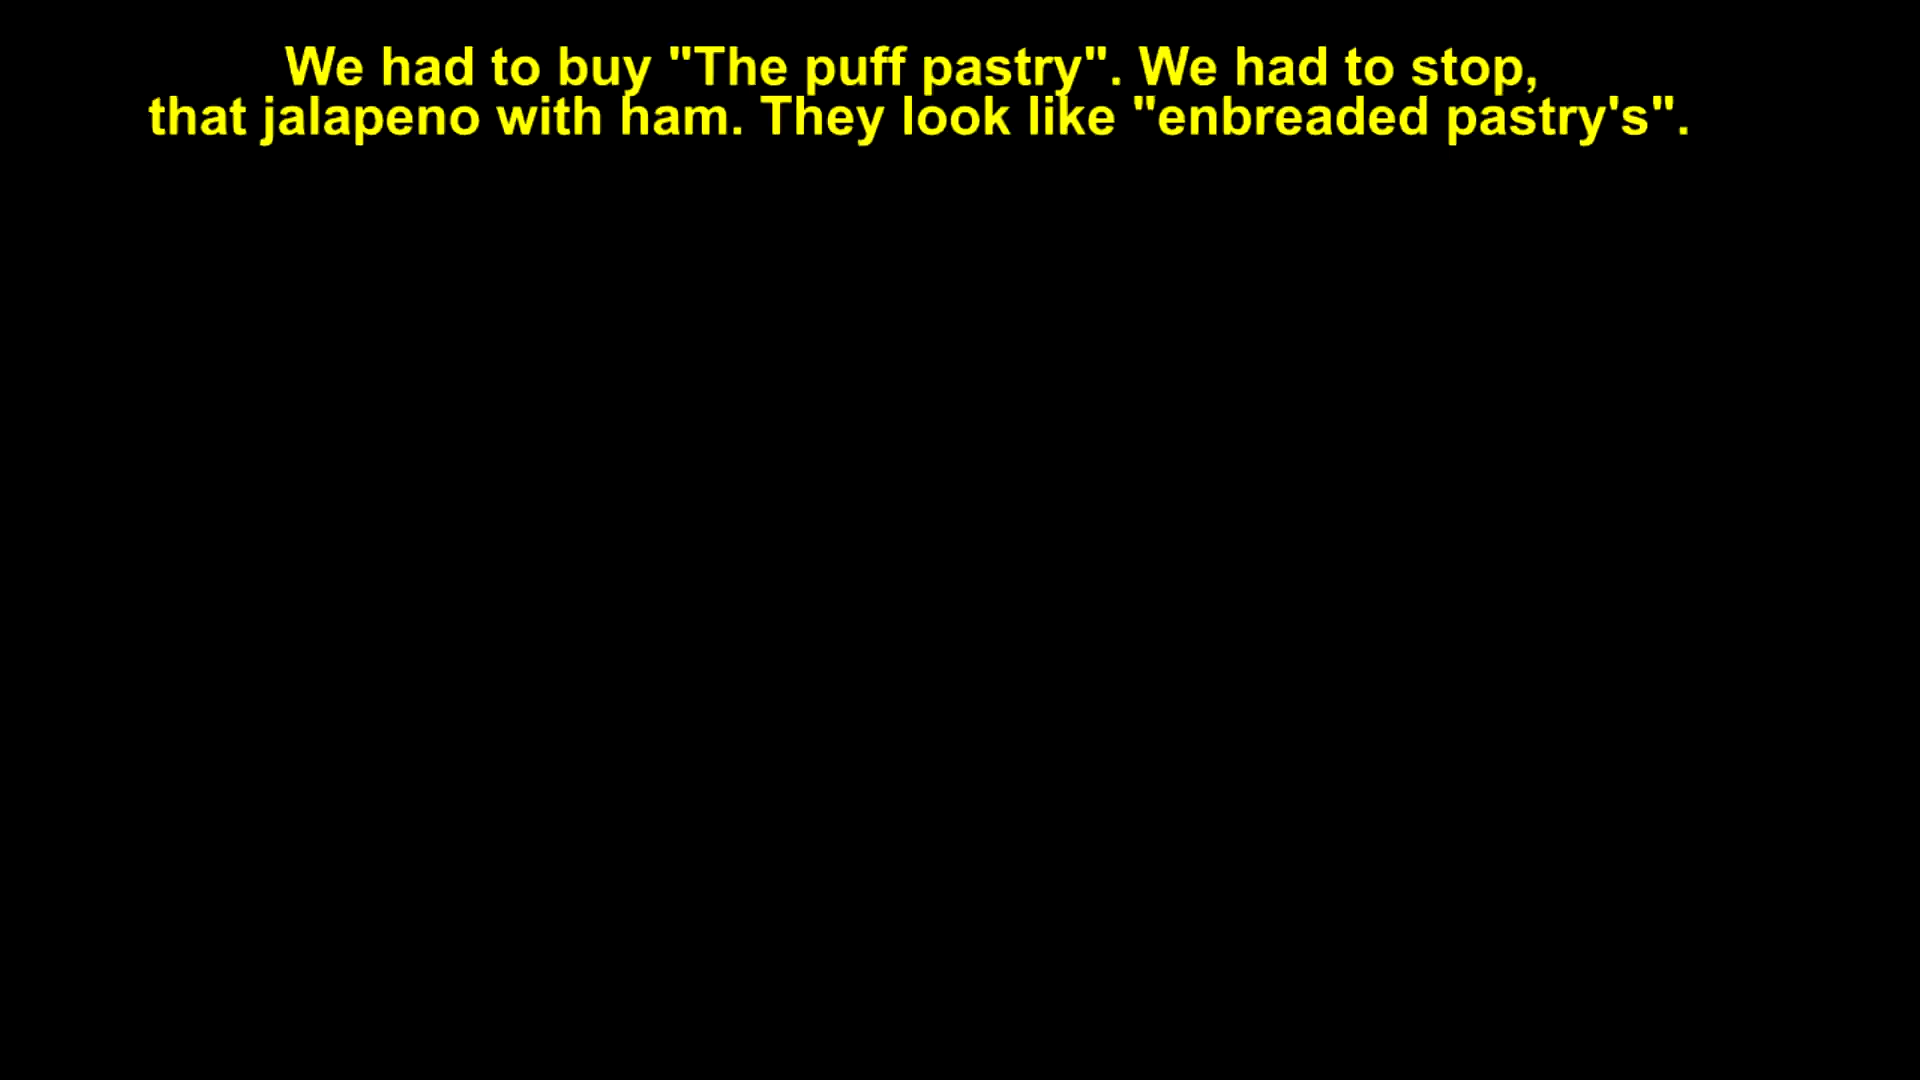 We had to buy "The puff pastry". We had to stop,
that jalapeno with ham. They look like "enbreaded pastry's".